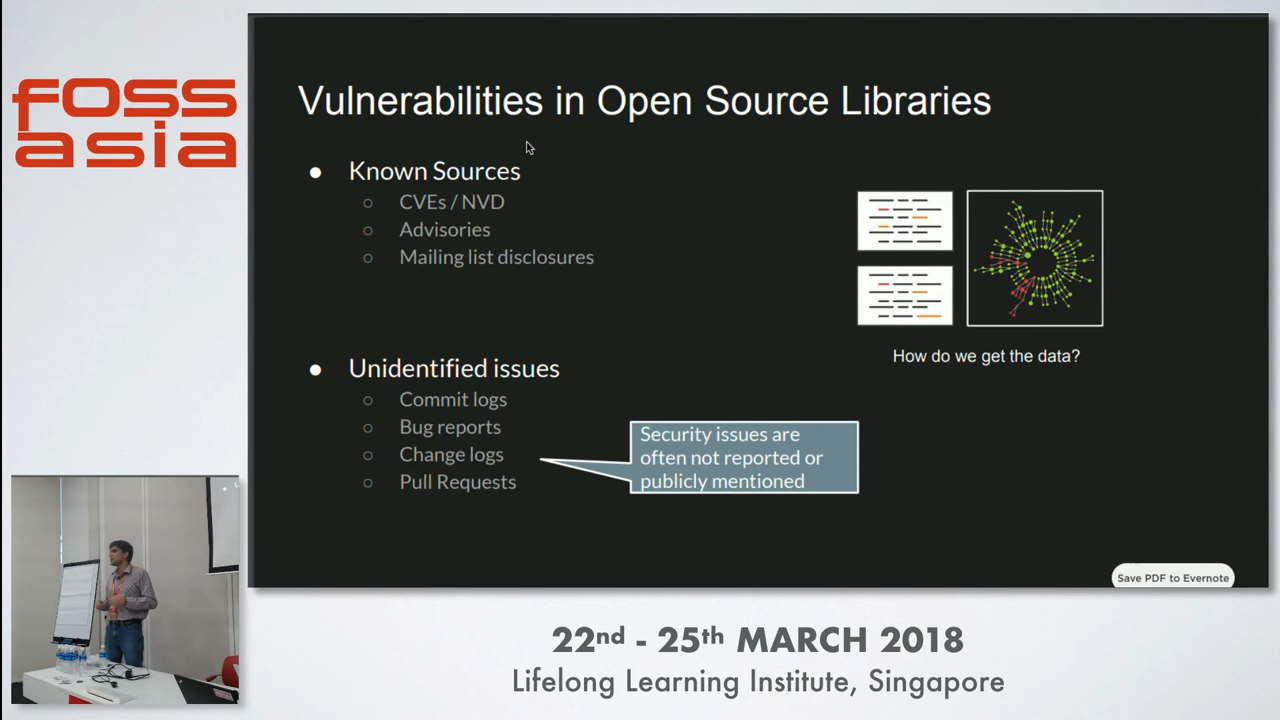 foss
asia
Vulnerabilities in Open Source Libraries
Known Sources
CVEs / NVD
Advisories
Mailing list disclosures
How do we get the data?
Unidentified issues
Commit logs
Bug reports
Change logs
Pull Requests
Security issues are
often not reported or
publicly mentioned
Save PDF to Evernote
22nd - 25th MARCH 2018
Lifelong Learning Institute, Singapore